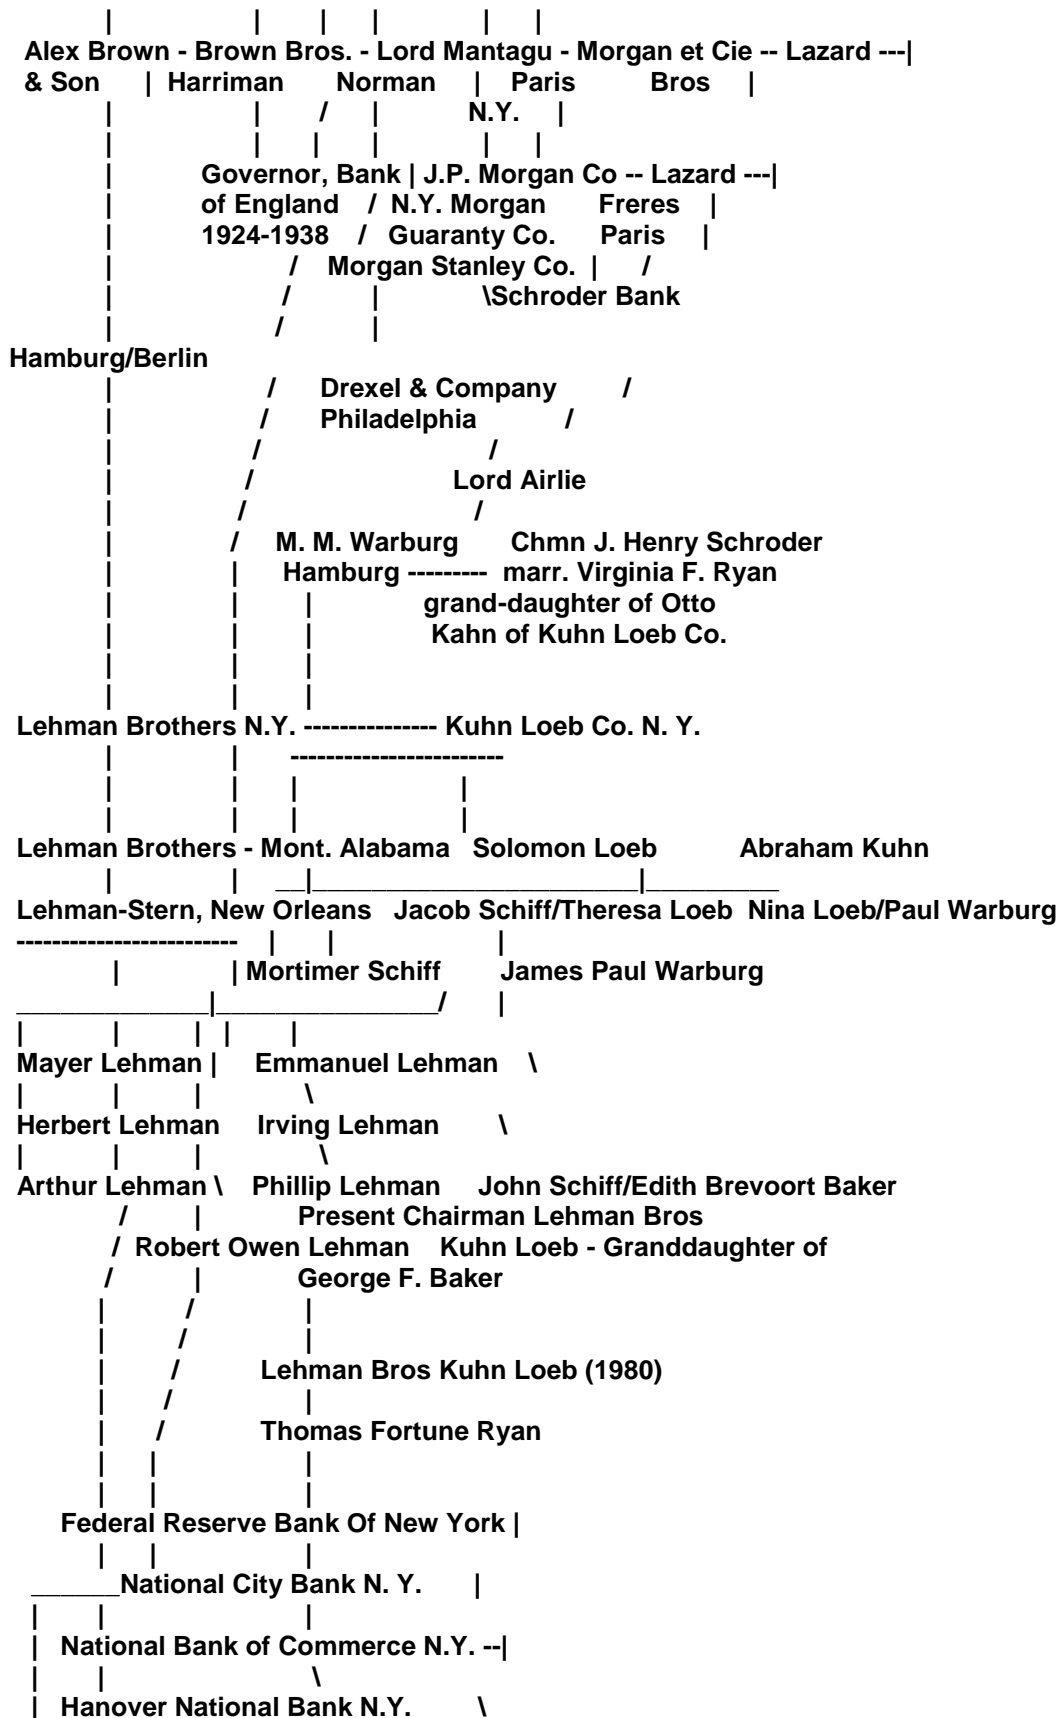 Alex Brown - Brown Bros. - Lord Mantagu - Morgan et Cie -- Lazard ---|
& Son | Harriman Norman | Paris Bros |
| | / | N.Y. |
| | | | | |
| Governor, Bank | J.P. Morgan Co -- Lazard ---|
| of England / N.Y. Morgan Freres |
| 1924-1938 / Guaranty Co. Paris |
| / Morgan Stanley Co. | /
| / | \Schroder Bank
| / |
Hamburg/Berlin
| / Drexel & Company /
| / Philadelphia /
| / /
| / Lord Airlie
| / /
| / M. M. Warburg Chmn J. Henry Schroder
| | Hamburg --------- marr. Virginia F. Ryan
| | | grand-daughter of Otto
| | | Kahn of Kuhn Loeb Co.
| | |
| | |
Lehman Brothers N.Y. --------------- Kuhn Loeb Co. N. Y.
| | ------------------------
| | | |
| | | |
Lehman Brothers - Mont. Alabama Solomon Loeb Abraham Kuhn
| | __|______________________|_________
Lehman-Stern, New Orleans Jacob Schiff/Theresa Loeb Nina Loeb/Paul Warburg
------------------------- | | |
| | Mortimer Schiff James Paul Warburg
_____________|_______________/ |
| | | | |
Mayer Lehman | Emmanuel Lehman \
| | | \
Herbert Lehman Irving Lehman \
| | | \
Arthur Lehman \ Phillip Lehman John Schiff/Edith Brevoort Baker
/ | Present Chairman Lehman Bros
/ Robert Owen Lehman Kuhn Loeb - Granddaughter of
/ | George F. Baker
| / |
| / |
| / Lehman Bros Kuhn Loeb (1980)
| / |
| / Thomas Fortune Ryan
| | |
| | |
Federal Reserve Bank Of New York |
| | |
______National City Bank N. Y. |
| | |
| National Bank of Commerce N.Y. --|
| | \
| Hanover National Bank N.Y. \